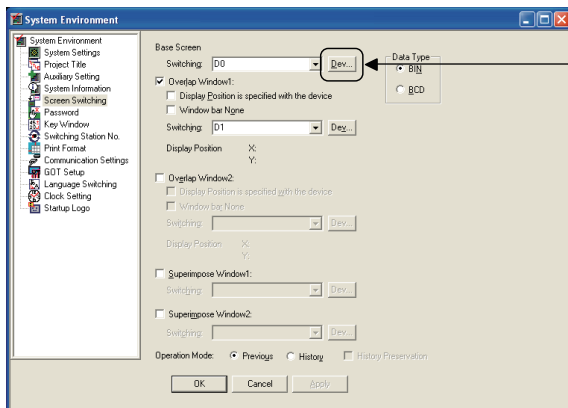 System Environment
System Environment
System Settings
Project Title
Auxiliary Setting
System Information
Screen Switching
Password
Key Window
Switching Station No.
Print Format
Communication Settings
GOT Setup
Language Switching
Clock Setting
Startup Logo
Base Screen
Switching: D0 Dev...
Data Type
BIN
BCD
Overlap Window1:
Display Position is specified with the device
Window bar None
Switching: D1 Dev...
Display Position X:
Y:
Overlap Window2:
Display Position is specified with the device
Window bar None
Switching: Dev...
Display Position X:
Y:
Superimpose Window1:
Switching: Dev...
Superimpose Window2:
Switching: Dev...
Operation Mode: Previous History History Preservation
OK Cancel Apply